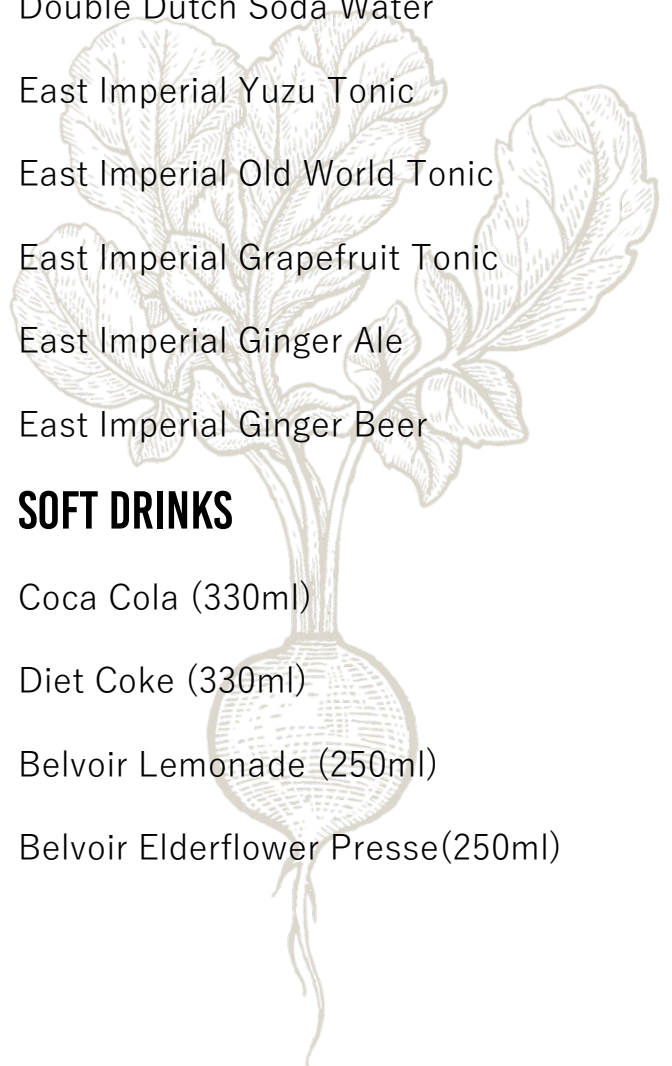 Double Dutch Soda Water
East Imperial Yuzu Tonic
East Imperial Old World Tonic
East Imperial Grapefruit Tonic
East Imperial Ginger Ale
East Imperial Ginger Beer
SOFT DRINKS
Coca Cola (330ml)
Diet Coke (330ml)
Belvoir Lemonade (250ml)
Belvoir Elderflower Presse(250ml)